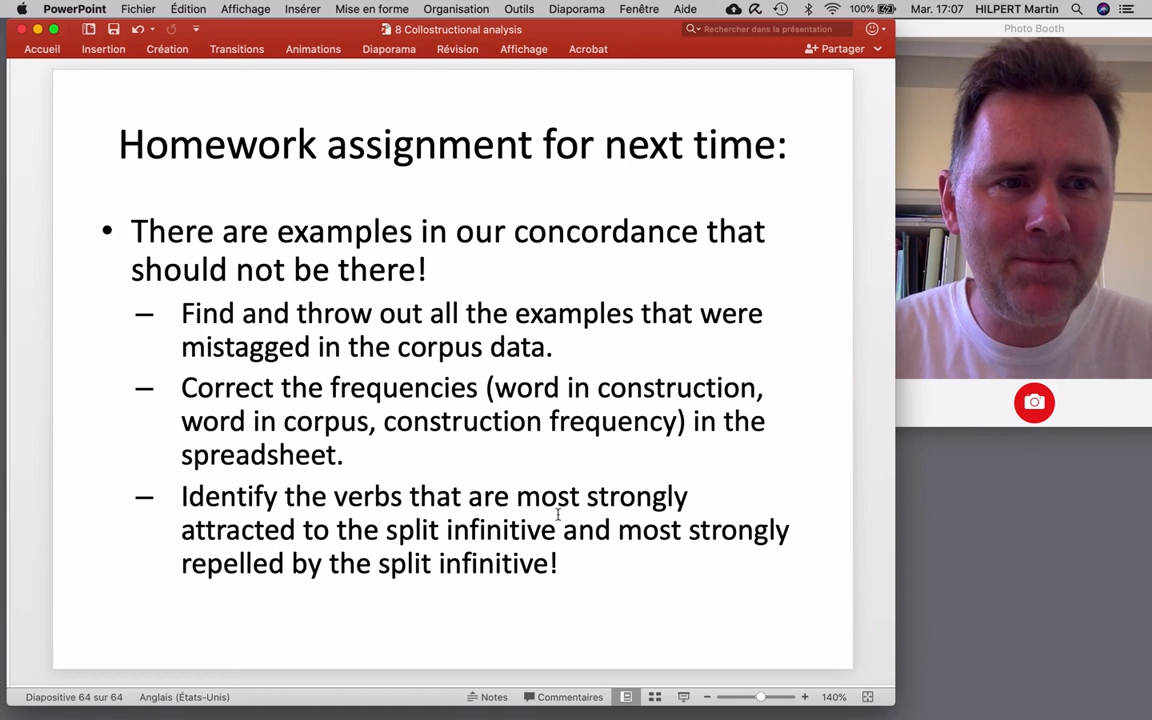 PowerPoint Fichier Édition Affichage Insérer Mise en forme Organisation Outils Diaporama Fenêtre Aide 100% Mar. 17:07 HILPERT Martin
8 Collostructional analysis
Rechercher dans la présentation
Photo Booth
Accueil Insertion Création Transitions Animations Diaporama Révision Affichage Acrobat Partager
Homework assignment for next time:
• There are examples in our concordance that
should not be there!
– Find and throw out all the examples that were
mistagged in the corpus data.
– Correct the frequencies (word in construction,
word in corpus, construction frequency) in the
spreadsheet.
– Identify the verbs that are most strongly
attracted to the split infinitive and most strongly
repelled by the split infinitive!
Diapositive 64 sur 64 Anglais (États-Unis) Notes Commentaires 140%